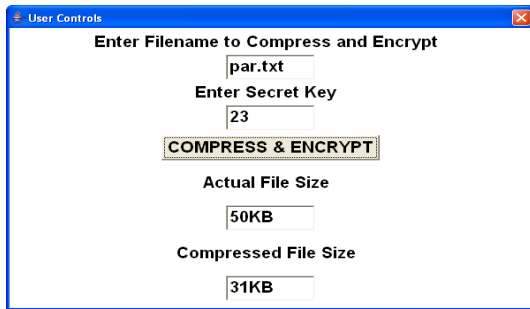 User Controls
Enter Filename to Compress and Encrypt
par.txt
Enter Secret Key
23
COMPRESS & ENCRYPT
Actual File Size
50KB
Compressed File Size
31KB